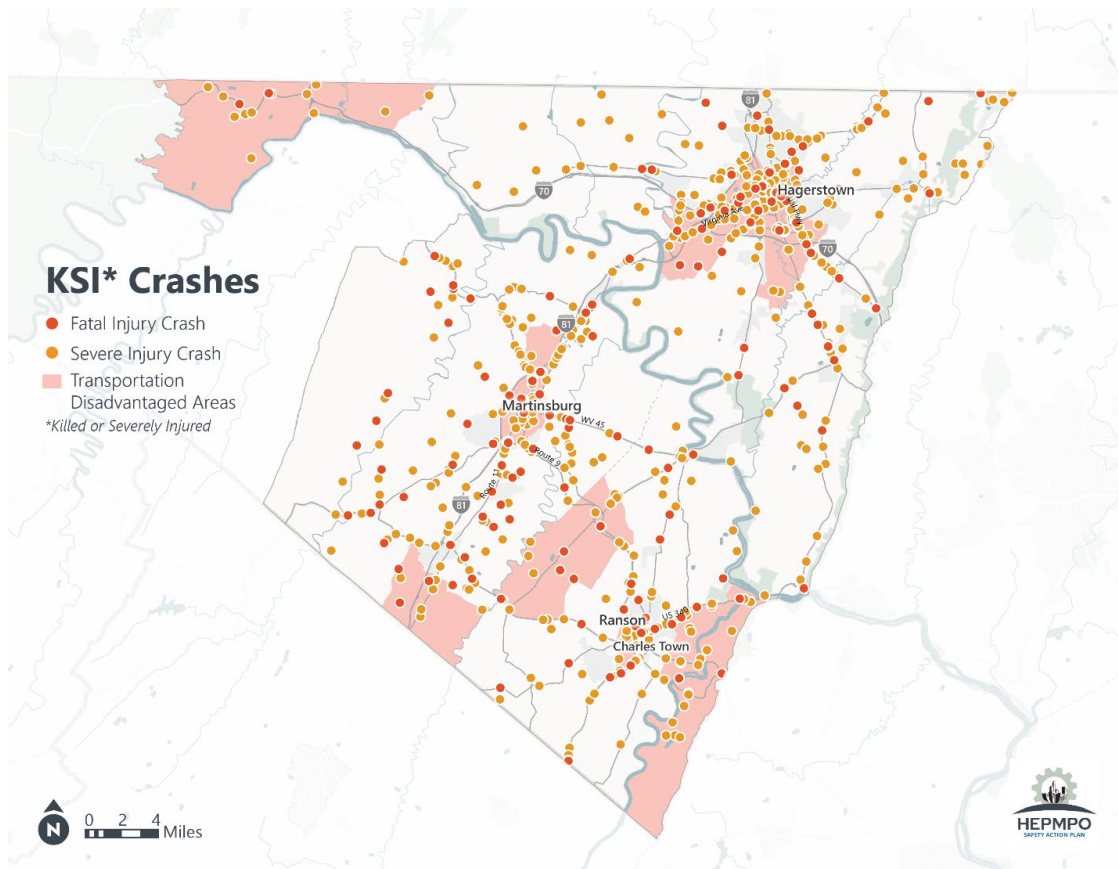 KSI* Crashes
Fatal Injury Crash
Severe Injury Crash
Transportation
Disadvantaged Areas
*Killed or Severely Injured
81
Hagerstown
70
Virginia Ave
70
81
Martinsburg
WV 45
Route 9
Route 11
81
Ranson
US 340
Charles Town
N
0 2 4
Miles
HEPMPO
SAFETY ACTION PLAN